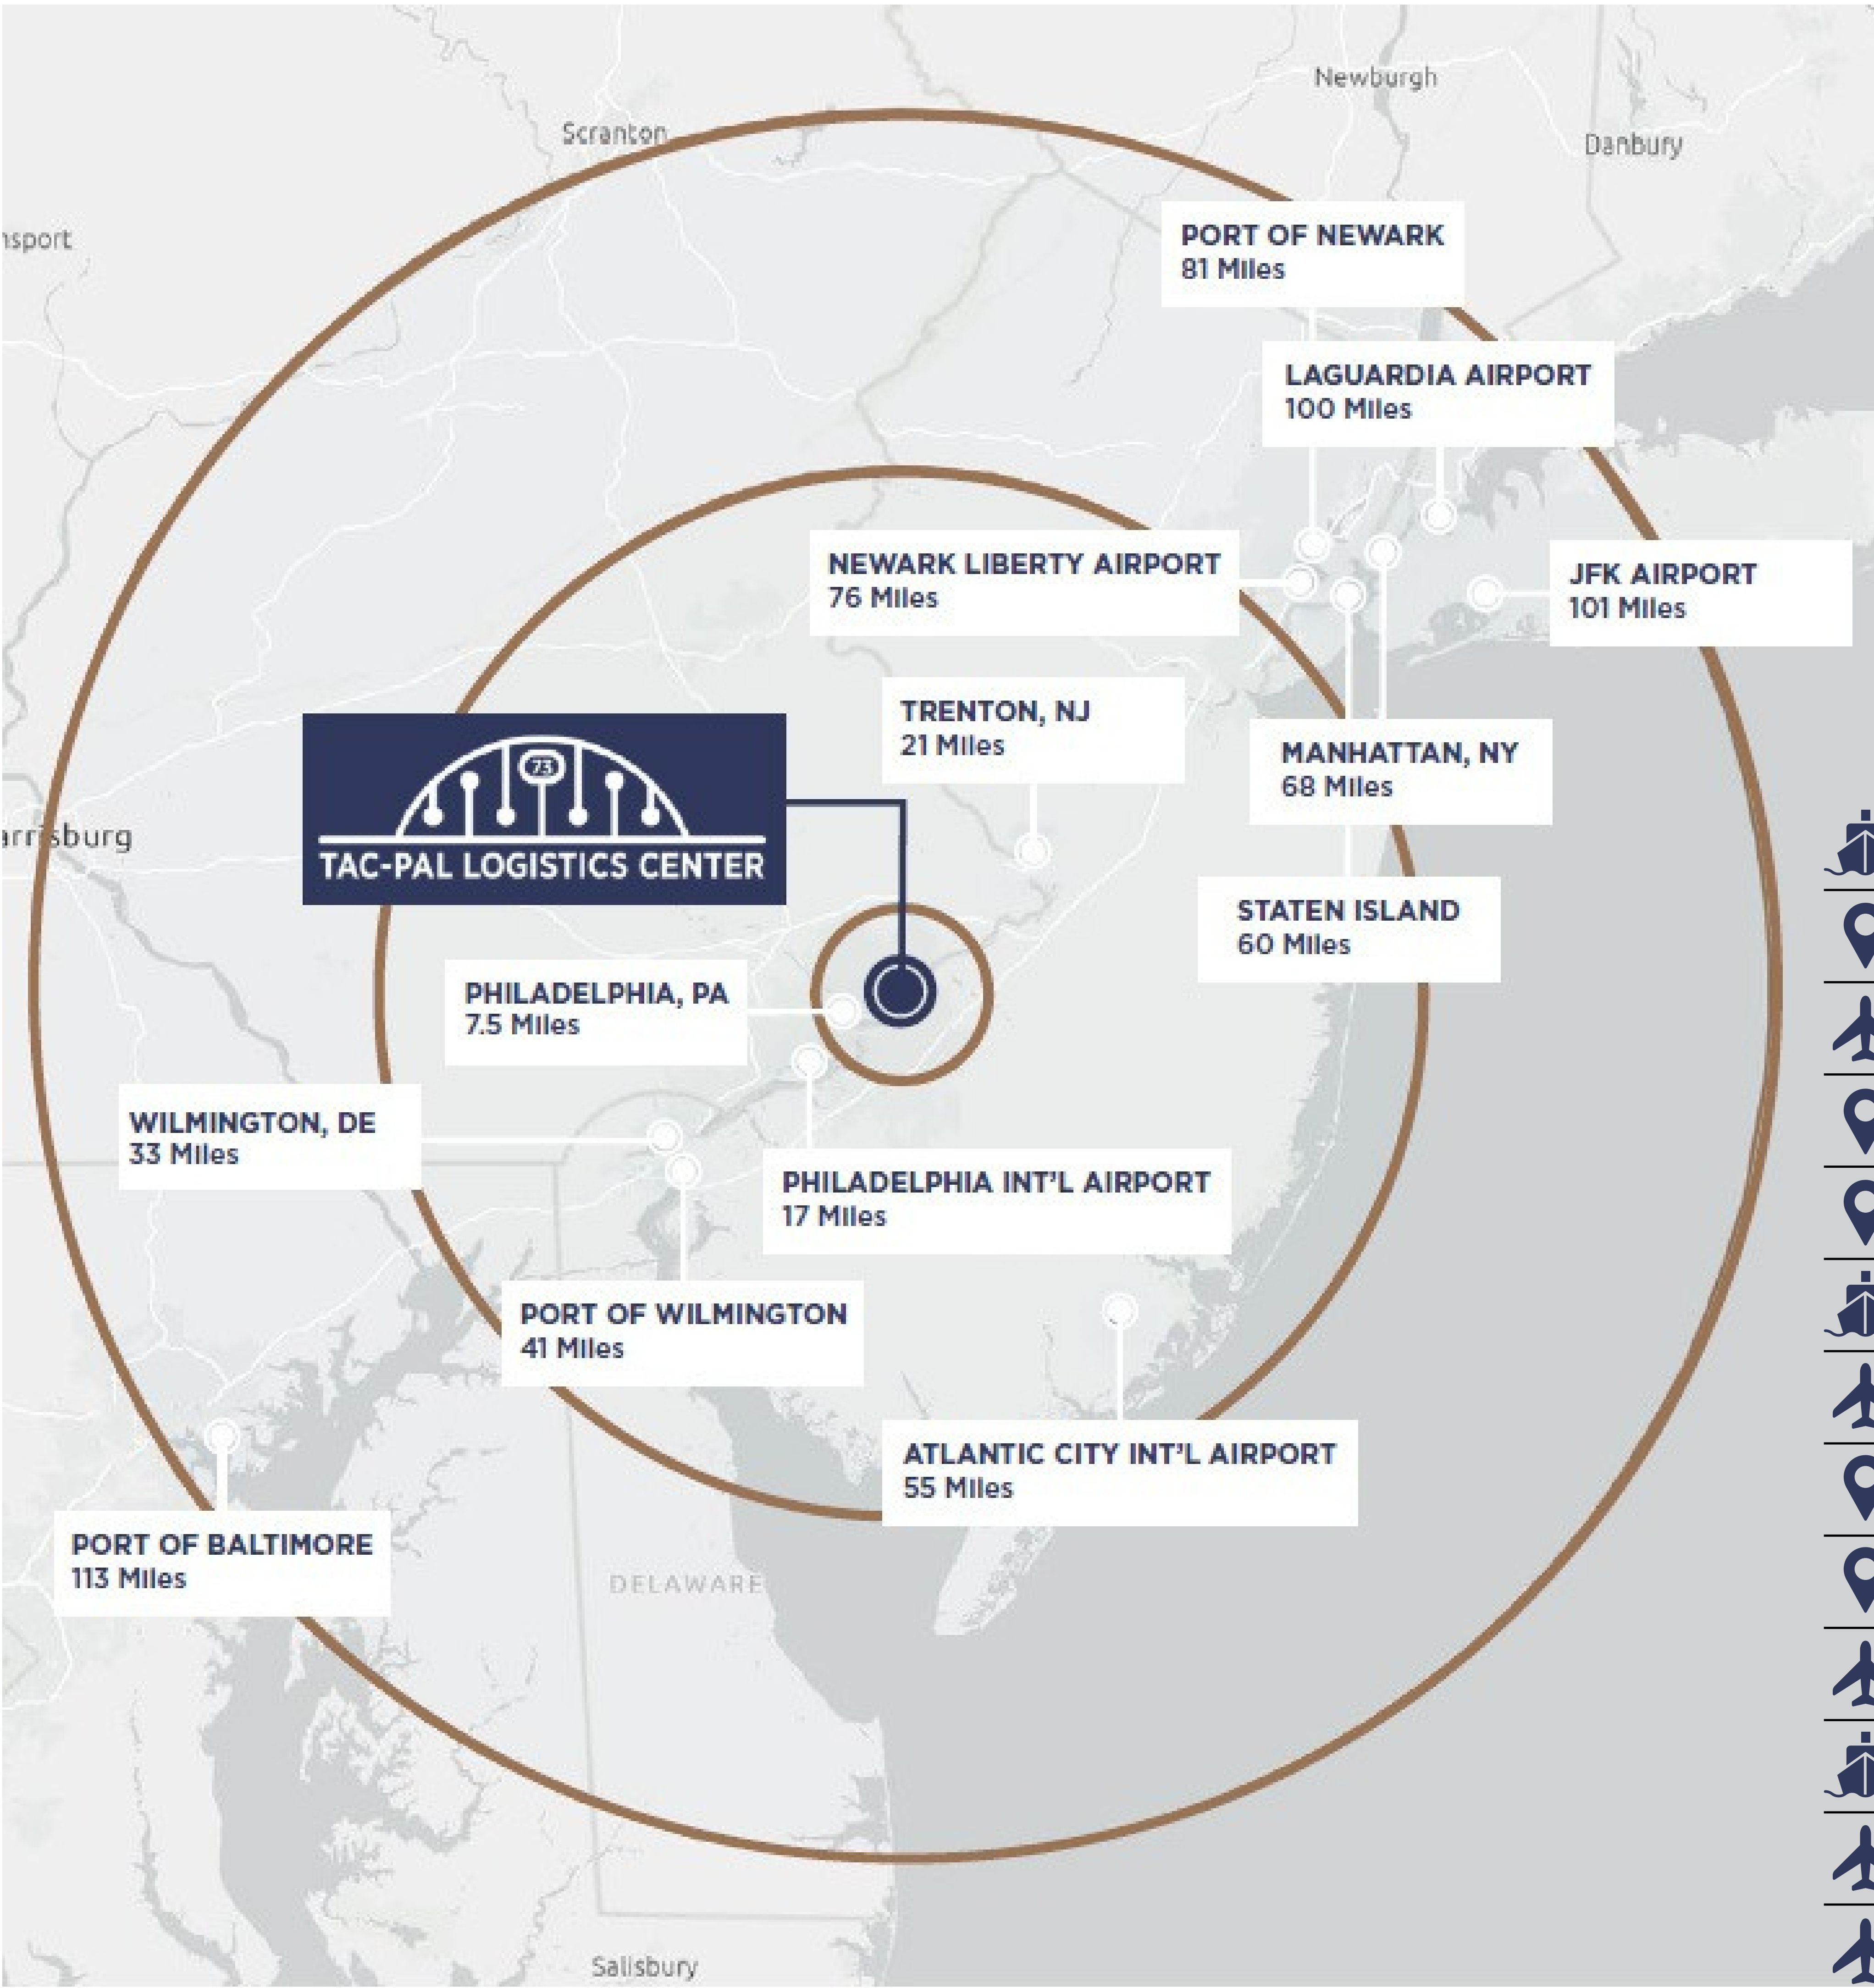 Newburgh
Scranton
Danbury
nsport
PORT OF NEWARK
81 Miles
LAGUARDIA AIRPORT
100 Miles
NEWARK LIBERTY AIRPORT
76 Miles
JFK AIRPORT
101 Miles
TRENTON, NJ
21 Miles
MANHATTAN, NY
68 Miles
73
TAC-PAL LOGISTICS CENTER
arrisburg
STATEN ISLAND
60 Miles
PHILADELPHIA, PA
7.5 Miles
WILMINGTON, DE
33 Miles
PHILADELPHIA INT'L AIRPORT
17 Miles
PORT OF WILMINGTON
41 Miles
ATLANTIC CITY INT'L AIRPORT
55 Miles
PORT OF BALTIMORE
113 Miles
DELAWARE
Salisbury